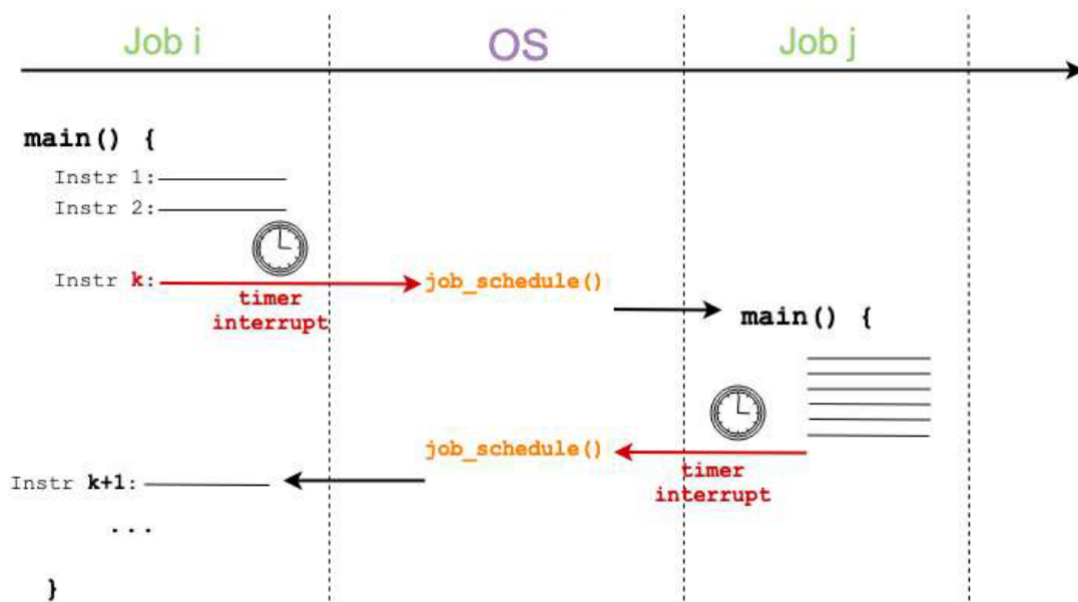 Job i OS Job j
main() {
Instr 1:
Instr 2:
Instr k: job_schedule()
timer
interrupt
main() {
job_schedule()
timer
interrupt
Instr k+1:
...
}